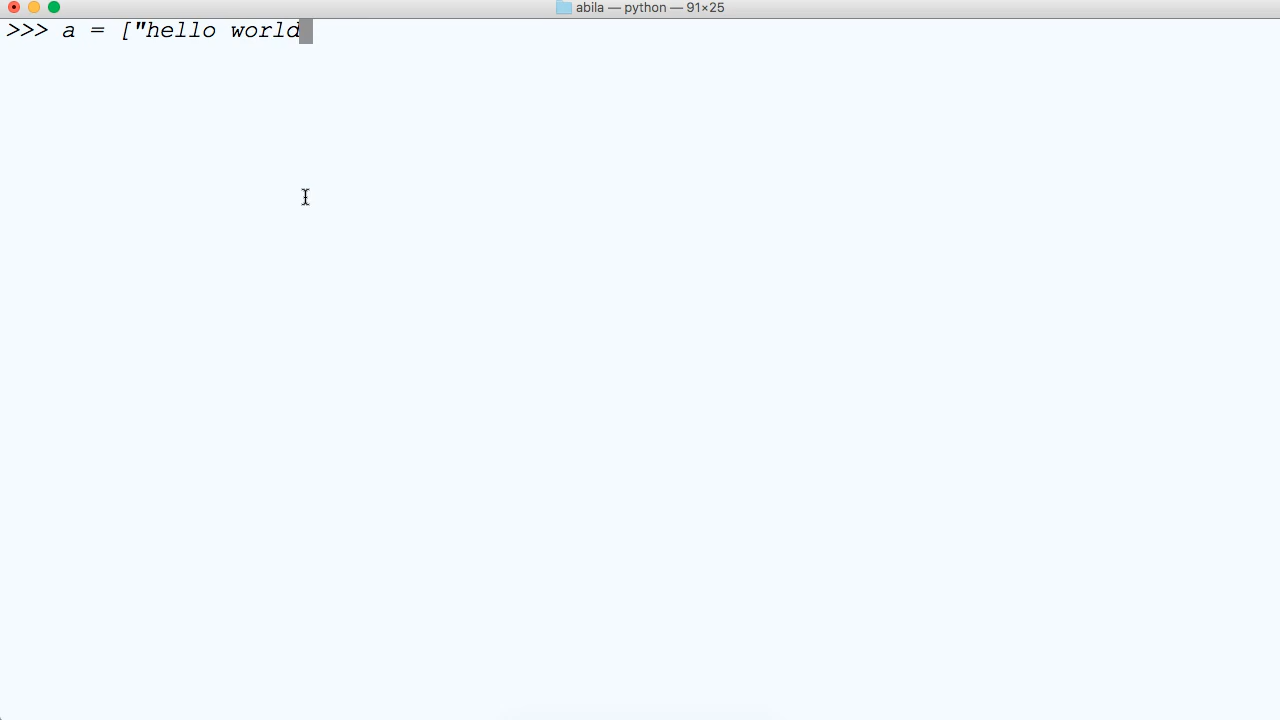 abila — python — 91×25
>>> a = ["hello world